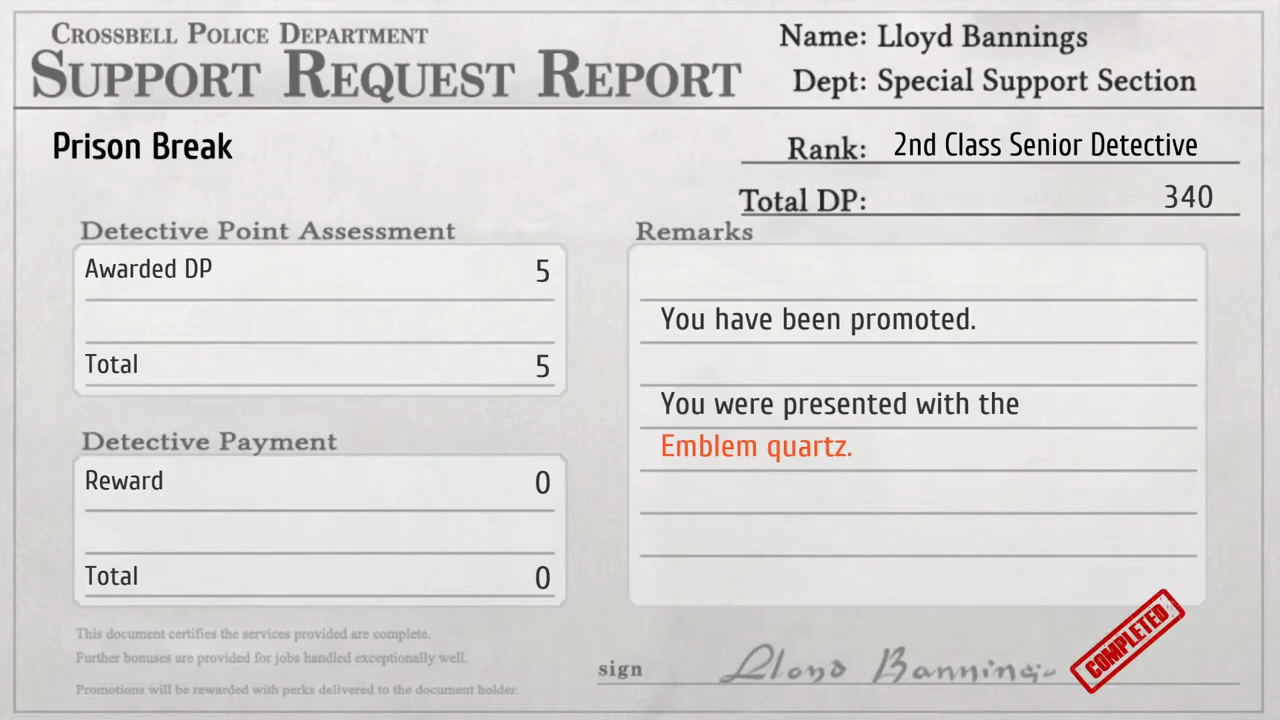 CROSSBELL POLICE DEPARTMENT
SUPPORT REQUEST REPORT
Name: Lloyd Bannings
Dept: Special Support Section
Prison Break
Rank: 2nd Class Senior Detective
Total DP: 340
Detective Point Assessment
Awarded DP 5
Total 5
Detective Payment
Reward 0
Total 0
Remarks
You have been promoted.
You were presented with the
Emblem quartz.
This document certifies the services provided are complete.
Further bonuses are provided for jobs handled exceptionally well.
Promotions will be rewarded with perks delivered to the document holder.
sign Lloyd Bannings
COMPLETED